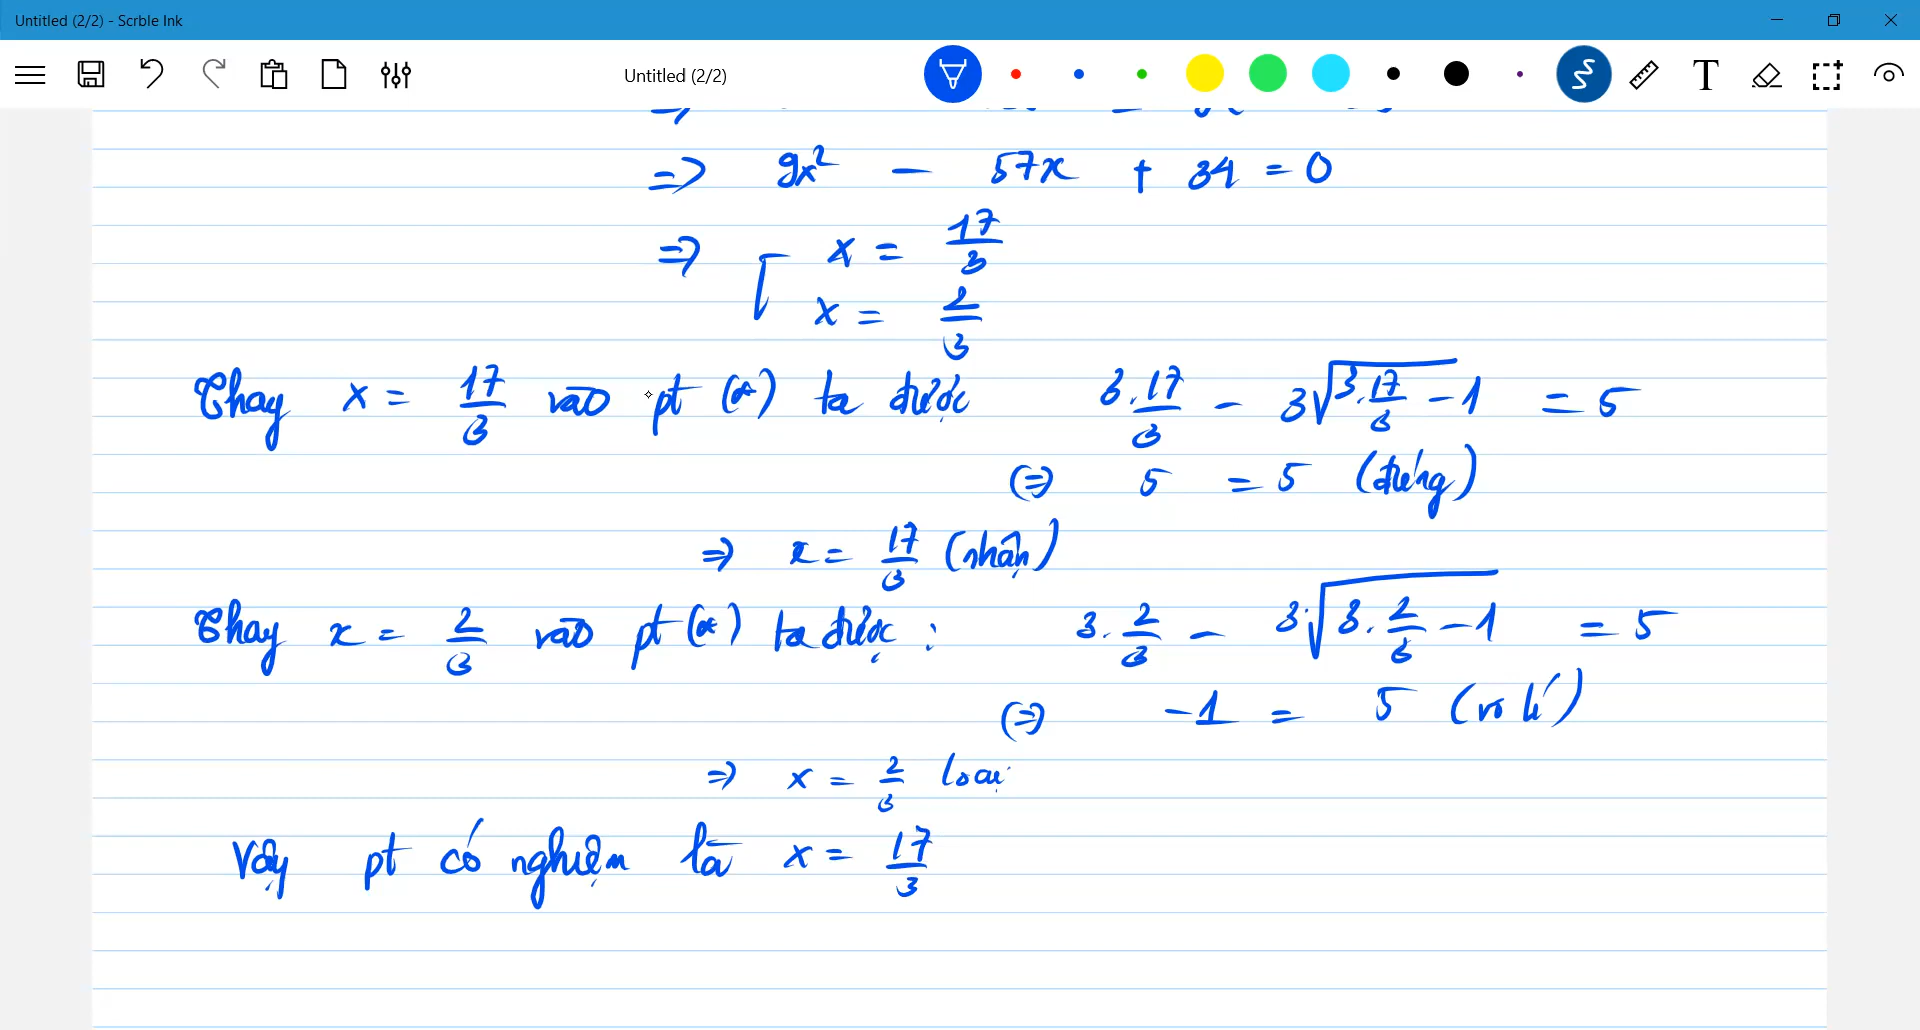 Untitled (2/2) - Scrble Ink
Untitled (2/2)
T
=> 9x² - 57x + 34 = 0
=> [ x = 17/3
x = 2/3
Thay x = 17/3 vào pt (*) ta được 3.17/3 - 3√(3.17/3 - 1) = 5
<=> 5 = 5 (đúng)
=> x = 17/3 (nhận)
Thay x = 2/3 vào pt (*) ta được : 3.2/3 - 3√(3.2/3 - 1) = 5
<=> -1 = 5 (vô lí)
=> x = 2/3 loại
Vậy pt có nghiệm là x = 17/3